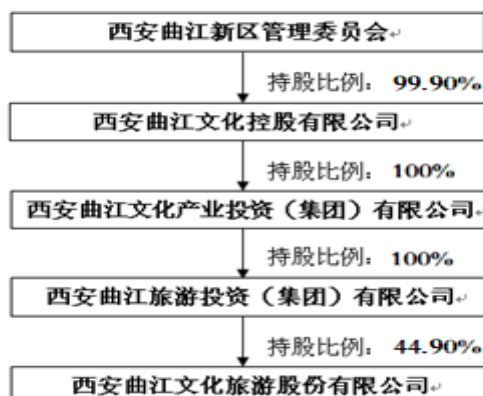 西安曲江新区管理委员会
持股比例：99.90%
西安曲江文化控股有限公司
持股比例：100%
西安曲江文化产业投资（集团）有限公司
持股比例：100%
西安曲江旅游投资（集团）有限公司
持股比例：44.90%
西安曲江文化旅游股份有限公司